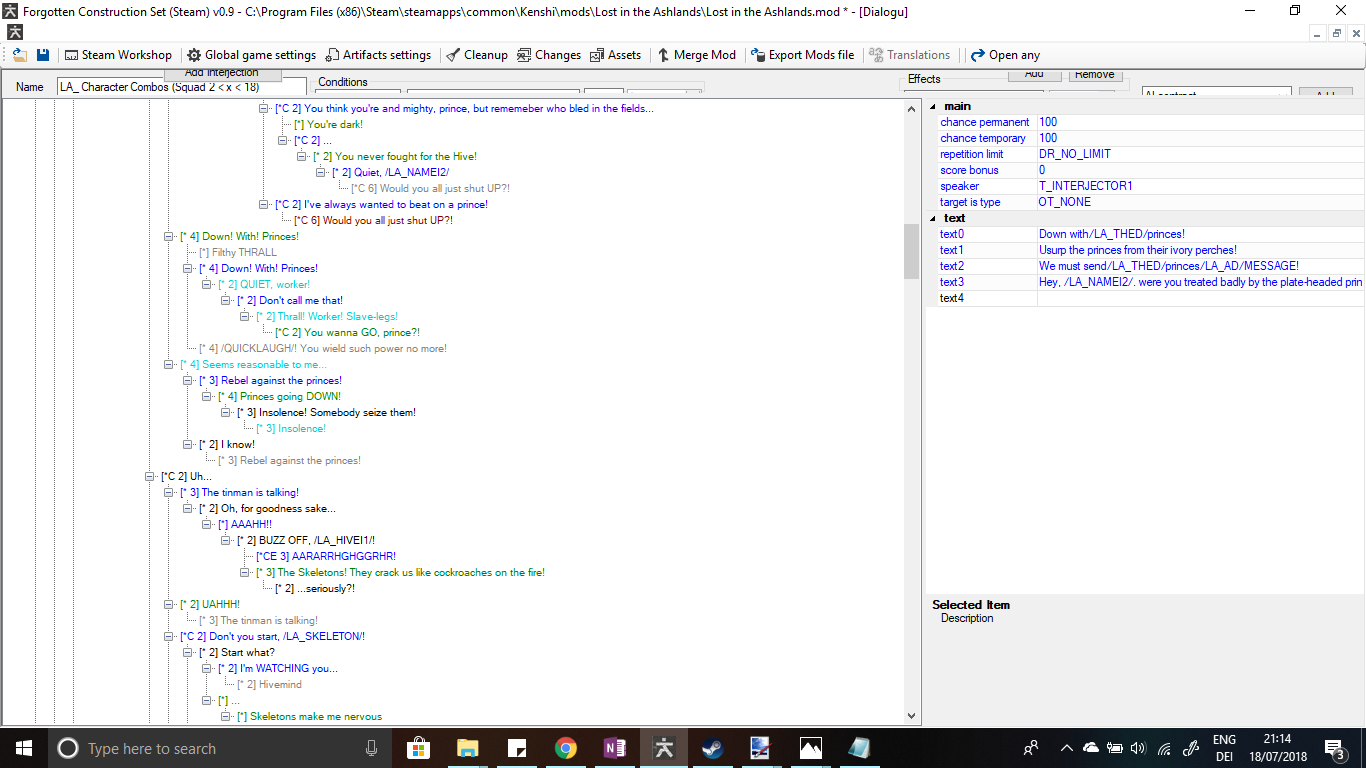 Forgotten Construction Set (Steam) v0.9 - C:\Program Files (x86)\Steam\steamapps\common\Kenshi\mods\Lost in the Ashlands\Lost in the Ashlands.mod * - [Dialogu]
Steam Workshop Global game settings Artifacts settings Cleanup Changes Assets Merge Mod Export Mods file Translations Open any
Add Interjection Conditions Effects Add Remove
Name LA_ Character Combos (Squad 2 < x < 18) AI contract Add
[*C 2] You think you're and mighty, prince, but rememeber who bled in the fields...
[*] You're dark!
[*C 2] ...
[* 2] You never fought for the Hive!
[* 2] Quiet, /LA_NAMEI2/
[*C 6] Would you all just shut UP?!
[*C 2] I've always wanted to beat on a prince!
[*C 6] Would you all just shut UP?!
[* 4] Down! With! Princes!
[*] Filthy THRALL
[* 4] Down! With! Princes!
[* 2] QUIET, worker!
[* 2] Don't call me that!
[* 2] Thrall! Worker! Slave-legs!
[*C 2] You wanna GO, prince?!
[* 4] /QUICKLAUGH/! You wield such power no more!
[* 4] Seems reasonable to me...
[* 3] Rebel against the princes!
[* 4] Princes going DOWN!
[* 3] Insolence! Somebody seize them!
[* 3] Insolence!
[* 2] I know!
[* 3] Rebel against the princes!
[*C 2] Uh...
[* 3] The tinman is talking!
[* 2] Oh, for goodness sake...
[*] AAAHH!!
[* 2] BUZZ OFF, /LA_HIVEI1/!
[*CE 3] AARARRHGHGGRHR!
[* 3] The Skeletons! They crack us like cockroaches on the fire!
[* 2] ...seriously?!
[* 2] UAHHH!
[* 3] The tinman is talking!
[*C 2] Don't you start, /LA_SKELETON/!
[* 2] Start what?
[* 2] I'm WATCHING you...
[* 2] Hivemind
[*] ...
[*] Skeletons make me nervous
main
chance permanent 100
chance temporary 100
repetition limit DR_NO_LIMIT
score bonus 0
speaker T_INTERJECTOR1
target is type OT_NONE
text
text0 Down with/LA_THED/princes!
text1 Usurp the princes from their ivory perches!
text2 We must send/LA_THED/princes/LA_AD/MESSAGE!
text3 Hey, /LA_NAMEI2/. were you treated badly by the plate-headed prin
text4
Selected Item
Description
Type here to search
ENG 21:14
DEI 18/07/2018 3